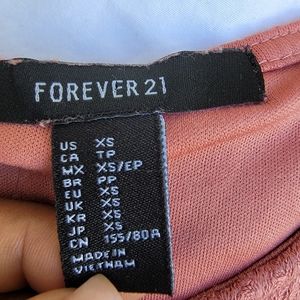 FOREVER 21
US XS
CA TP
MX XS/EP
BR PP
EU XS
UK XS
KR XS
JP XS
CN 155/80A
MADE IN
VIETNAM